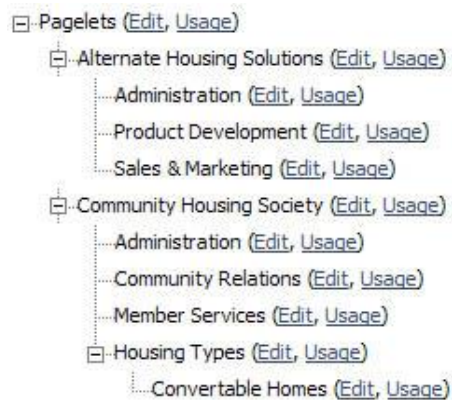 Pagelets (Edit, Usage)
Alternate Housing Solutions (Edit, Usage)
Administration (Edit, Usage)
Product Development (Edit, Usage)
Sales & Marketing (Edit, Usage)
Community Housing Society (Edit, Usage)
Administration (Edit, Usage)
Community Relations (Edit, Usage)
Member Services (Edit, Usage)
Housing Types (Edit, Usage)
Convertable Homes (Edit, Usage)